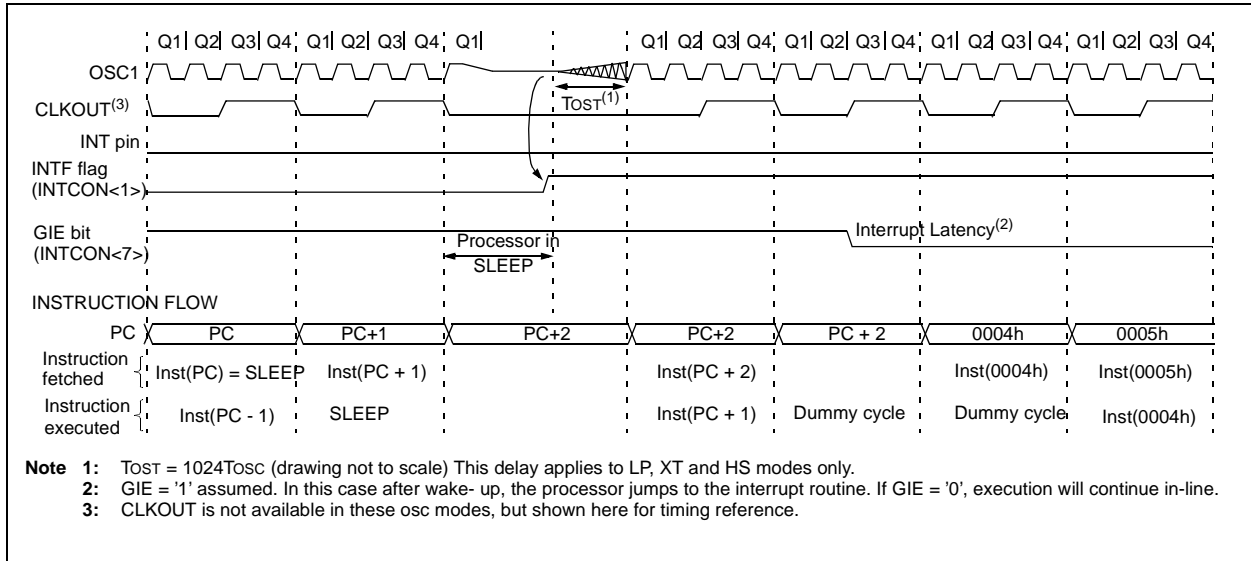 Q1 Q2 Q3 Q4 Q1 Q2 Q3 Q4 Q1 Q1 Q2 Q3 Q4 Q1 Q2 Q3 Q4 Q1 Q2 Q3 Q4 Q1 Q2 Q3 Q4
OSC1
TOST(1)
CLKOUT(3)
INT pin
INTF flag
(INTCON<1>)
GIE bit
(INTCON<7>)
Interrupt Latency(2)
Processor in
SLEEP
INSTRUCTION FLOW
PC PC PC+1 PC+2 PC+2 PC + 2 0004h 0005h
Instruction
fetched
Inst(PC) = SLEEP Inst(PC + 1) Inst(PC + 2) Inst(0004h) Inst(0005h)
Instruction
executed
Inst(PC - 1) SLEEP Inst(PC + 1) Dummy cycle Dummy cycle Inst(0004h)
Note 1: TOST = 1024TOSC (drawing not to scale) This delay applies to LP, XT and HS modes only.
2: GIE = '1' assumed. In this case after wake- up, the processor jumps to the interrupt routine. If GIE = '0', execution will continue in-line.
3: CLKOUT is not available in these osc modes, but shown here for timing reference.